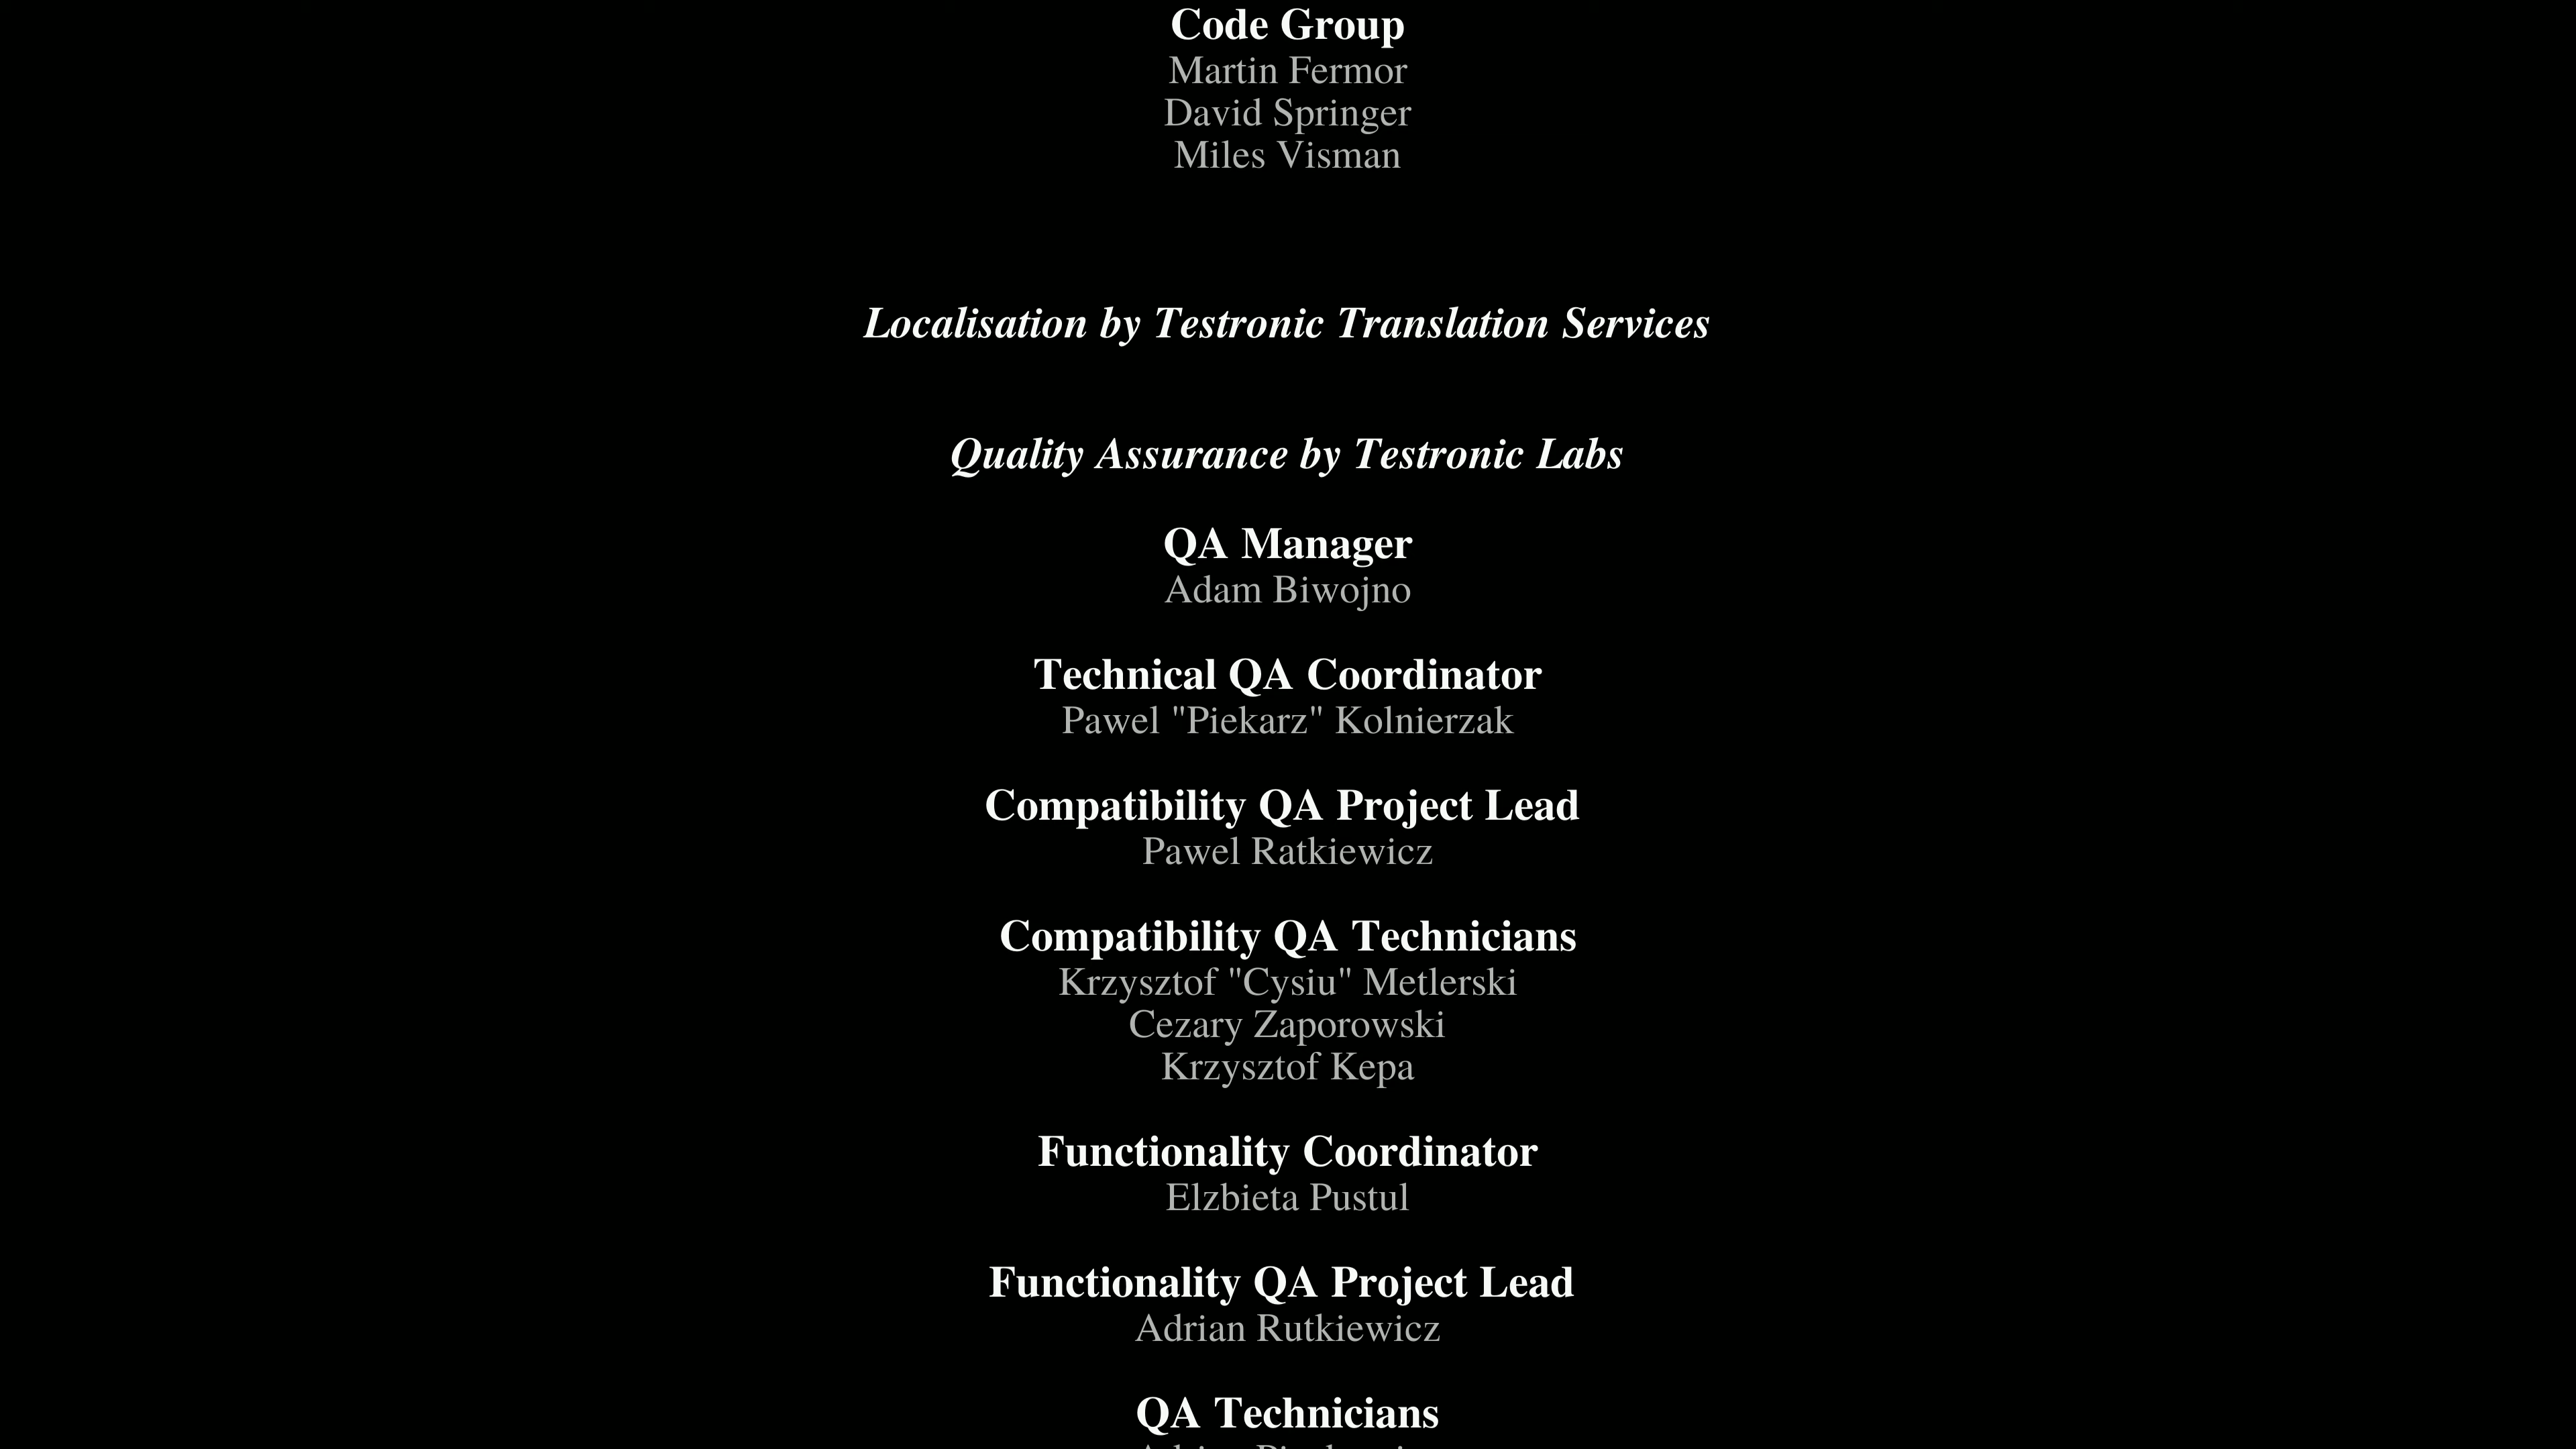 Code Group
Martin Fermor
David Springer
Miles Visman
Localisation by Testronic Translation Services
Quality Assurance by Testronic Labs
QA Manager
Adam Biwojno
Technical QA Coordinator
Pawel "Piekarz" Kolnierzak
Compatibility QA Project Lead
Pawel Ratkiewicz
Compatibility QA Technicians
Krzysztof "Cysiu" Metlerski
Cezary Zaporowski
Krzysztof Kepa
Functionality Coordinator
Elzbieta Pustul
Functionality QA Project Lead
Adrian Rutkiewicz
QA Technicians